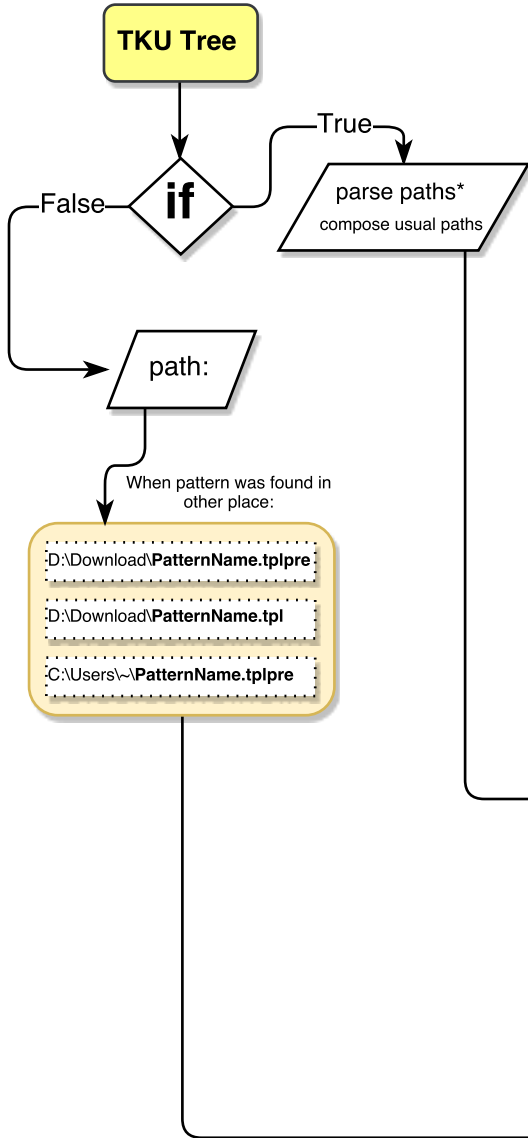 TKU Tree
if
True
False
parse paths*
compose usual paths
path:
When pattern was found in
other place:
D:\Download\PatternName.tplpre
D:\Download\PatternName.tpl
C:\Users\~\PatternName.tplpre